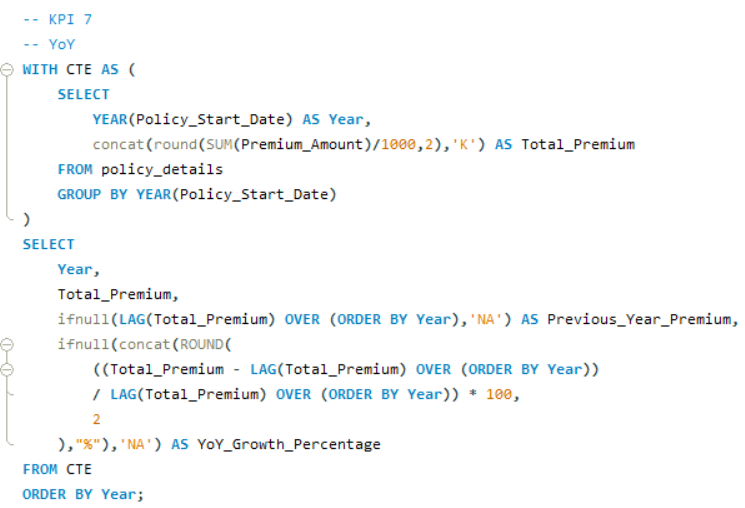 -- KPI 7
-- YoY
WITH CTE AS (
    SELECT
        YEAR(Policy_Start_Date) AS Year,
        concat(round(SUM(Premium_Amount)/1000,2),'K') AS Total_Premium
    FROM policy_details
    GROUP BY YEAR(Policy_Start_Date)
)
SELECT
    Year,
    Total_Premium,
    ifnull(LAG(Total_Premium) OVER (ORDER BY Year),'NA') AS Previous_Year_Premium,
    ifnull(concat(ROUND(
        ((Total_Premium - LAG(Total_Premium) OVER (ORDER BY Year))
        / LAG(Total_Premium) OVER (ORDER BY Year)) * 100,
        2
    ),"%"),'NA') AS YoY_Growth_Percentage
FROM CTE
ORDER BY Year;